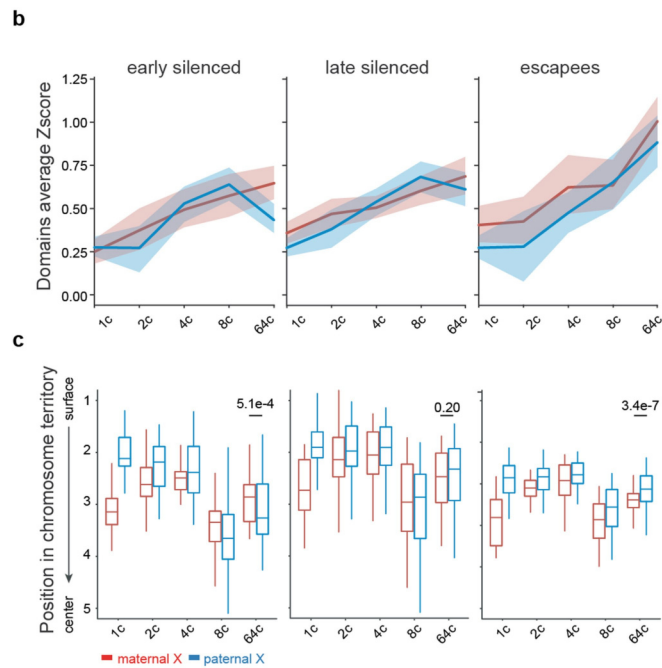 b
early silenced
late silenced
escapees
Domains average Zscore
1.25
1.00
0.75
0.50
0.25
0.00
1c 2c 4c 8c 64c
1c 2c 4c 8c 64c
1c 2c 4c 8c 64c
c
Position in chromosome territory
surface
center
1
2
3
4
5
5.1e-4
0.20
3.4e-7
1c 2c 4c 8c 64c
1c 2c 4c 8c 64c
1c 2c 4c 8c 64c
maternal X paternal X